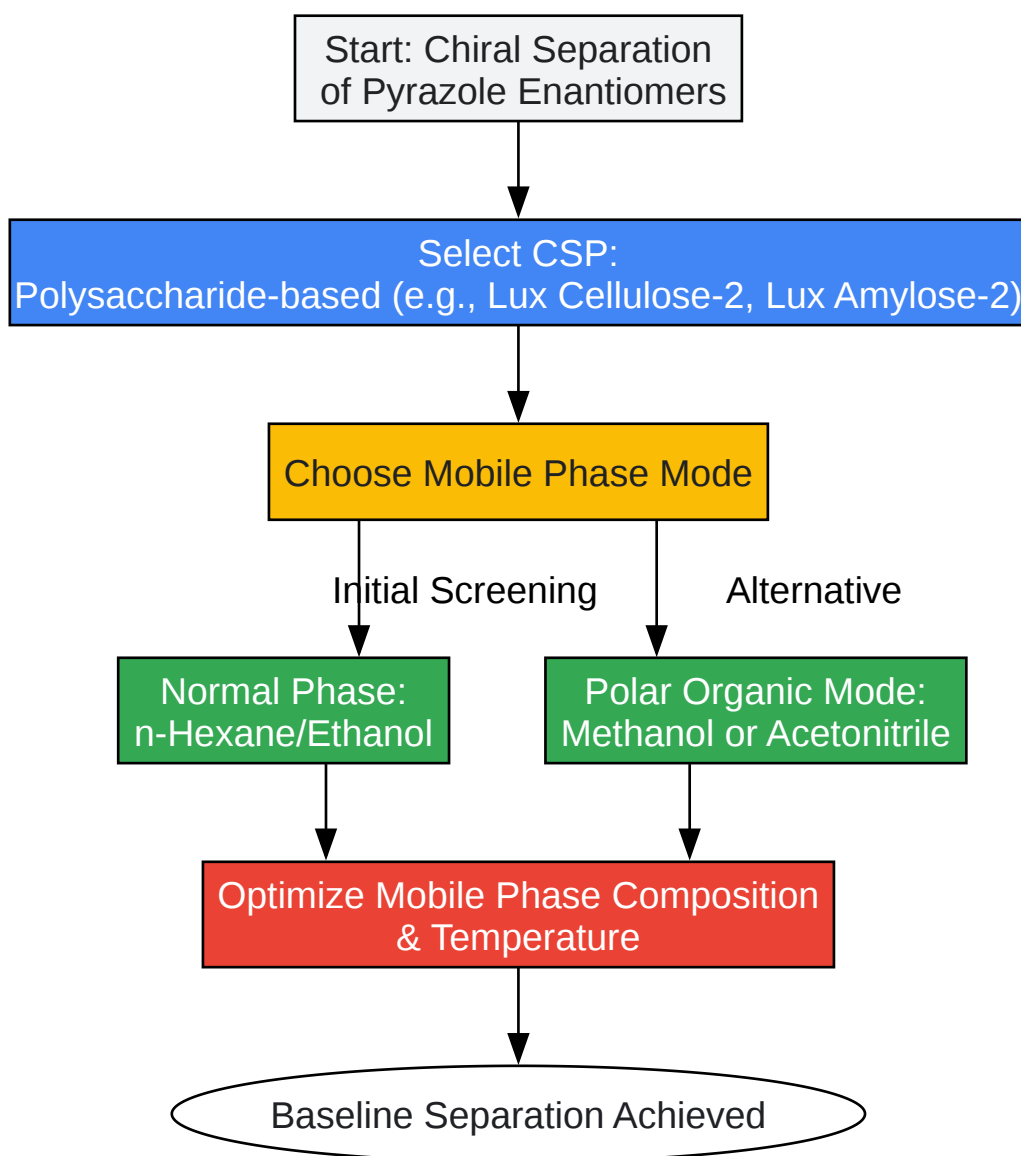 Start: Chiral Separation
of Pyrazole Enantiomers
Select CSP:
Polysaccharide-based (e.g., Lux Cellulose-2, Lux Amylose-2)
Choose Mobile Phase Mode
Initial Screening
Alternative
Normal Phase:
n-Hexane/Ethanol
Polar Organic Mode:
Methanol or Acetonitrile
Optimize Mobile Phase Composition
& Temperature
Baseline Separation Achieved